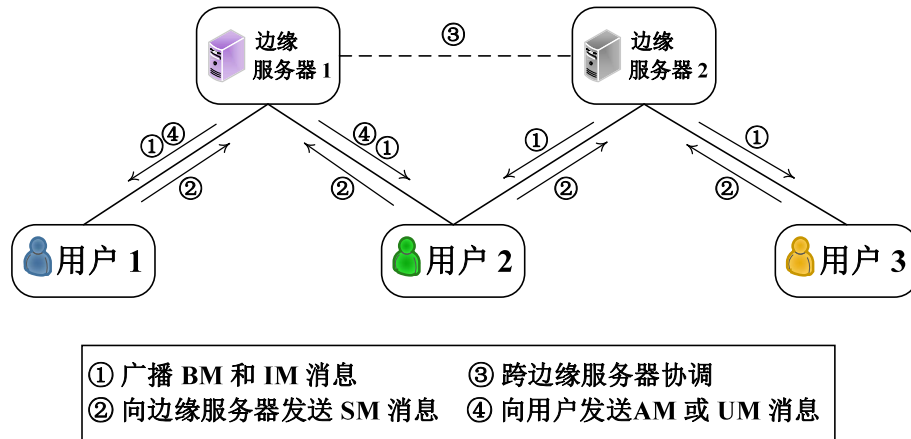 边缘
服务器 1
③
边缘
服务器 2
①④
②
④①
②
①
②
①
②
用户 1
用户 2
用户 3
① 广播 BM 和 IM 消息
③ 跨边缘服务器协调
② 向边缘服务器发送 SM 消息
④ 向用户发送AM 或 UM 消息